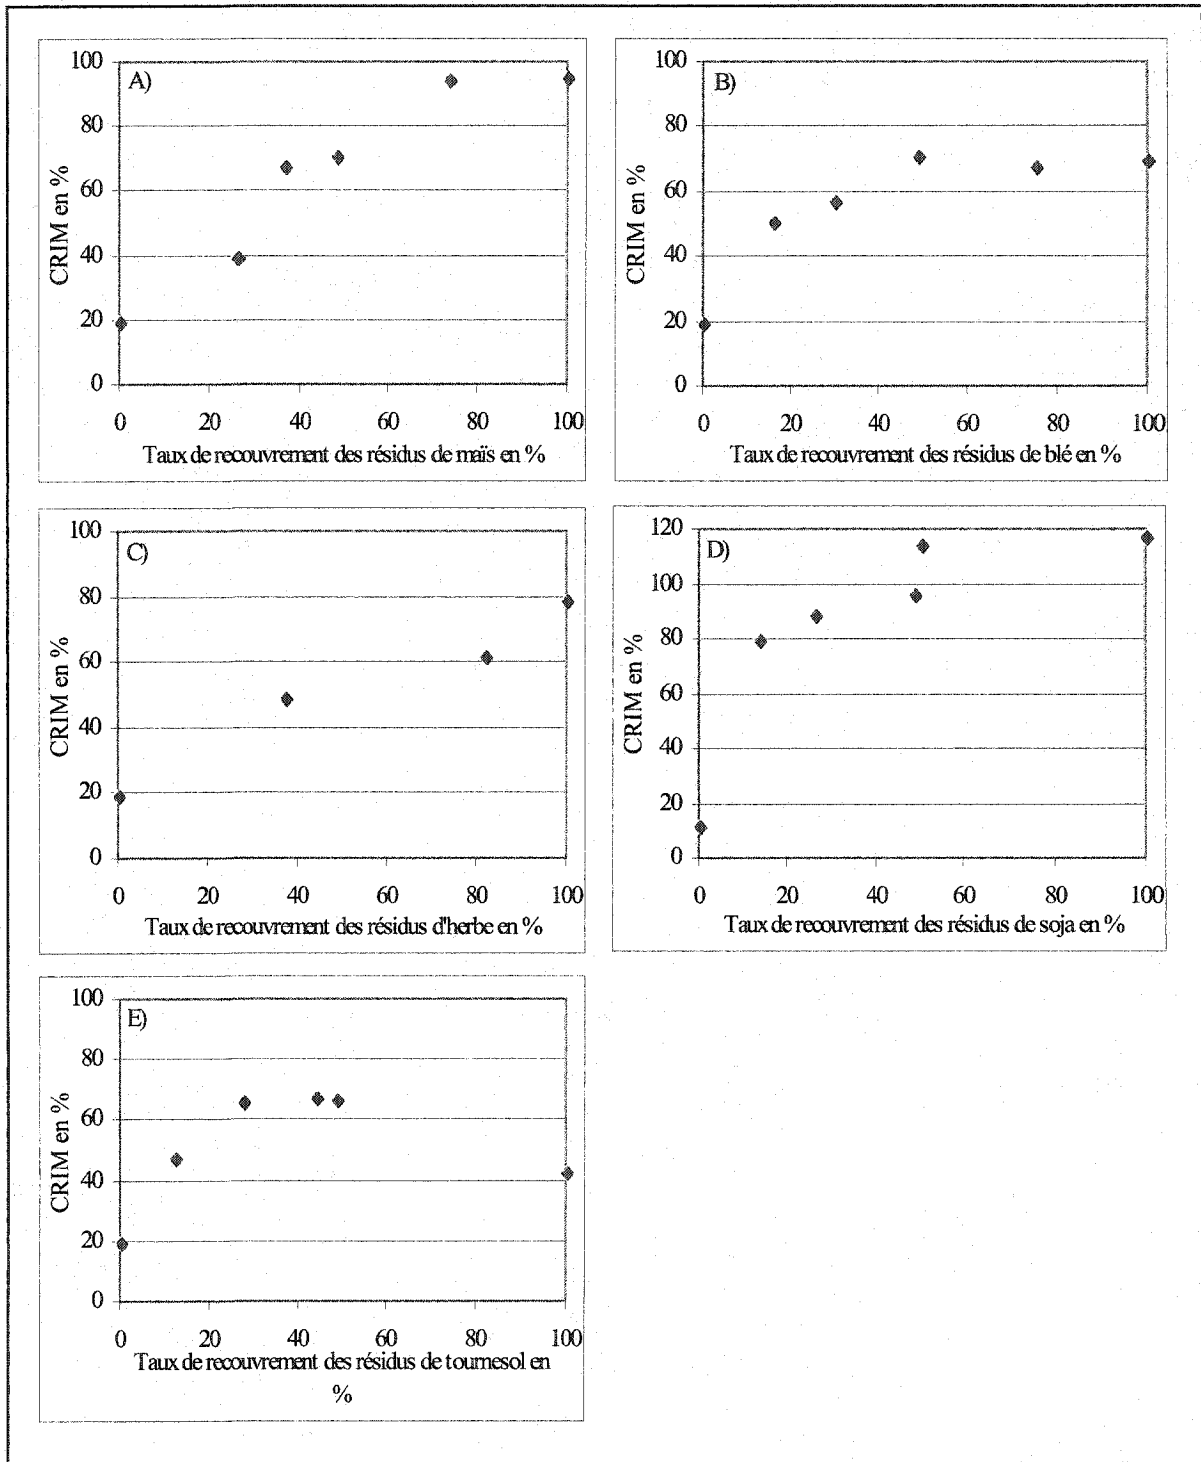 A)
CRIM en %
100
80
60
40
20
0
0 20 40 60 80 100
Taux de recouvrement des résidus de maïs en %
B)
CRIM en %
100
80
60
40
20
0
0 20 40 60 80 100
Taux de recouvrement des résidus de blé en %
C)
CRIM en %
100
80
60
40
20
0
0 20 40 60 80 100
Taux de recouvrement des résidus d'herbe en %
D)
CRIM en %
120
100
80
60
40
20
0
0 20 40 60 80 100
Taux de recouvrement des résidus de soja en %
E)
CRIM en %
100
80
60
40
20
0
0 20 40 60 80 100
Taux de recouvrement des résidus de tournesol en
%